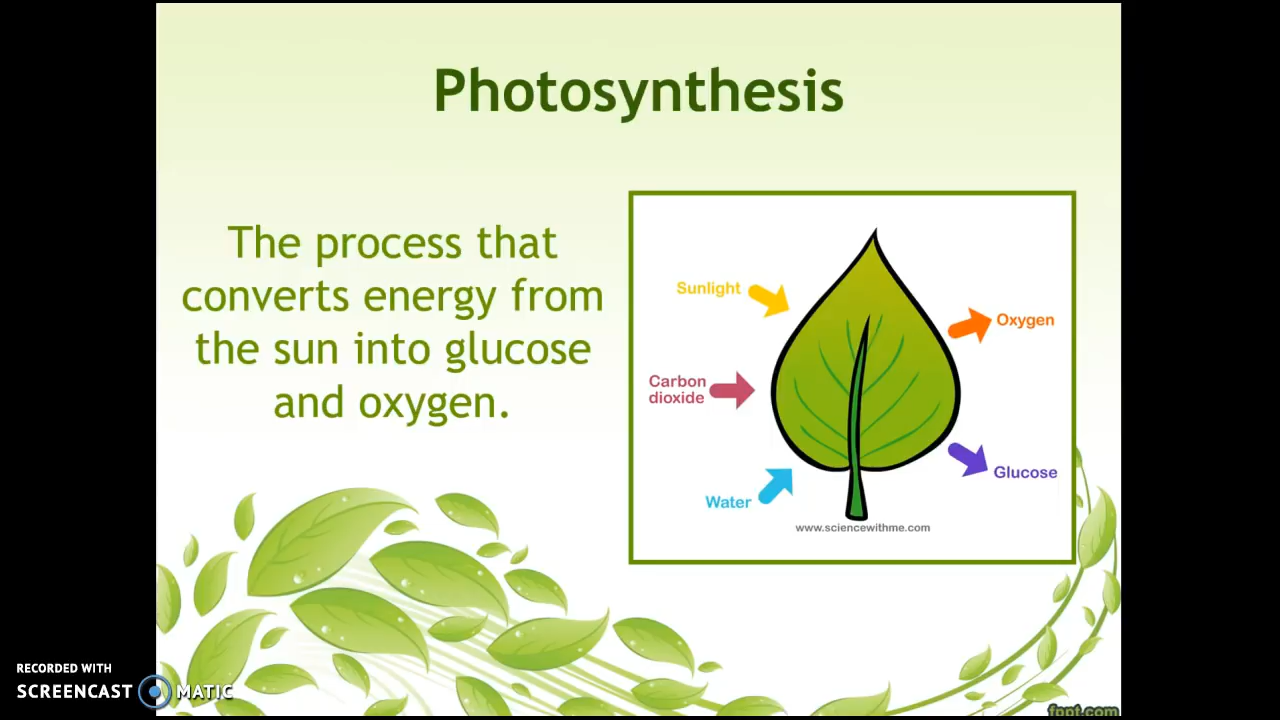 Photosynthesis
The process that
converts energy from
the sun into glucose
and oxygen.
Sunlight
Carbon
dioxide
Water
Oxygen
Glucose
www.sciencewithme.com
RECORDED WITH
SCREENCAST MATIC
fppt.com